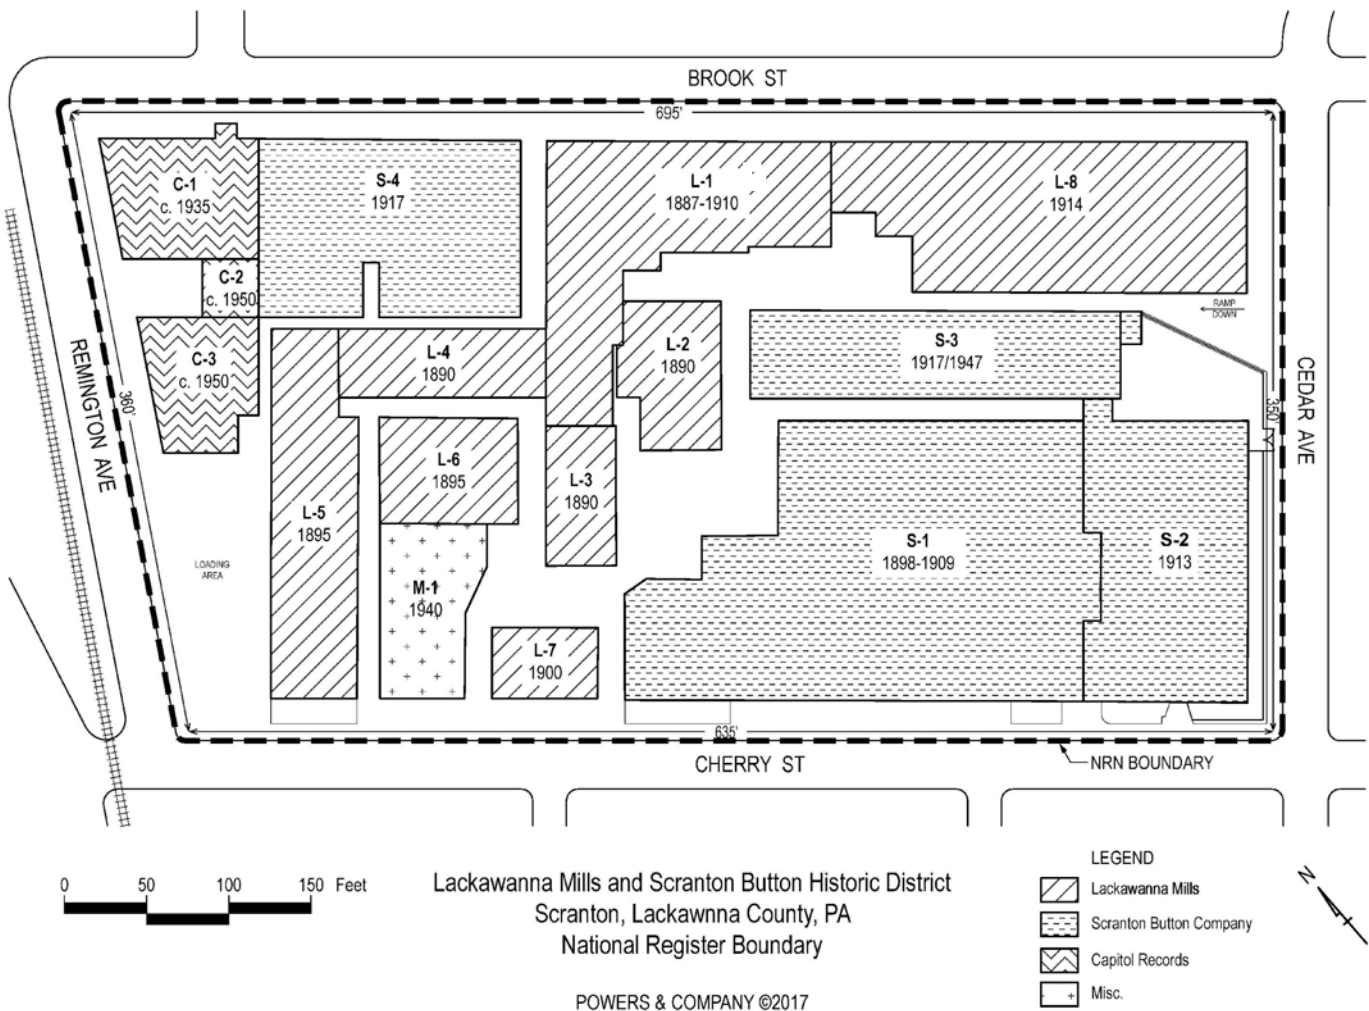 BROOK ST
695'
C-1
c. 1935
S-4
1917
L-1
1887-1910
L-8
1914
C-2
c. 1950
RAMP
DOWN
C-3
c. 1950
L-4
1890
L-2
1890
S-3
1917/1947
REMINGTON AVE
360'
CEDAR AVE
350'
L-6
1895
L-3
1890
L-5
1895
S-1
1898-1909
S-2
1913
LOADING
AREA
M-1
1940
L-7
1900
635'
CHERRY ST
NRN BOUNDARY
0 50 100 150 Feet
Lackawanna Mills and Scranton Button Historic District
Scranton, Lackawnna County, PA
National Register Boundary
POWERS & COMPANY ©2017
LEGEND
Lackawanna Mills
Scranton Button Company
Capitol Records
Misc.
N